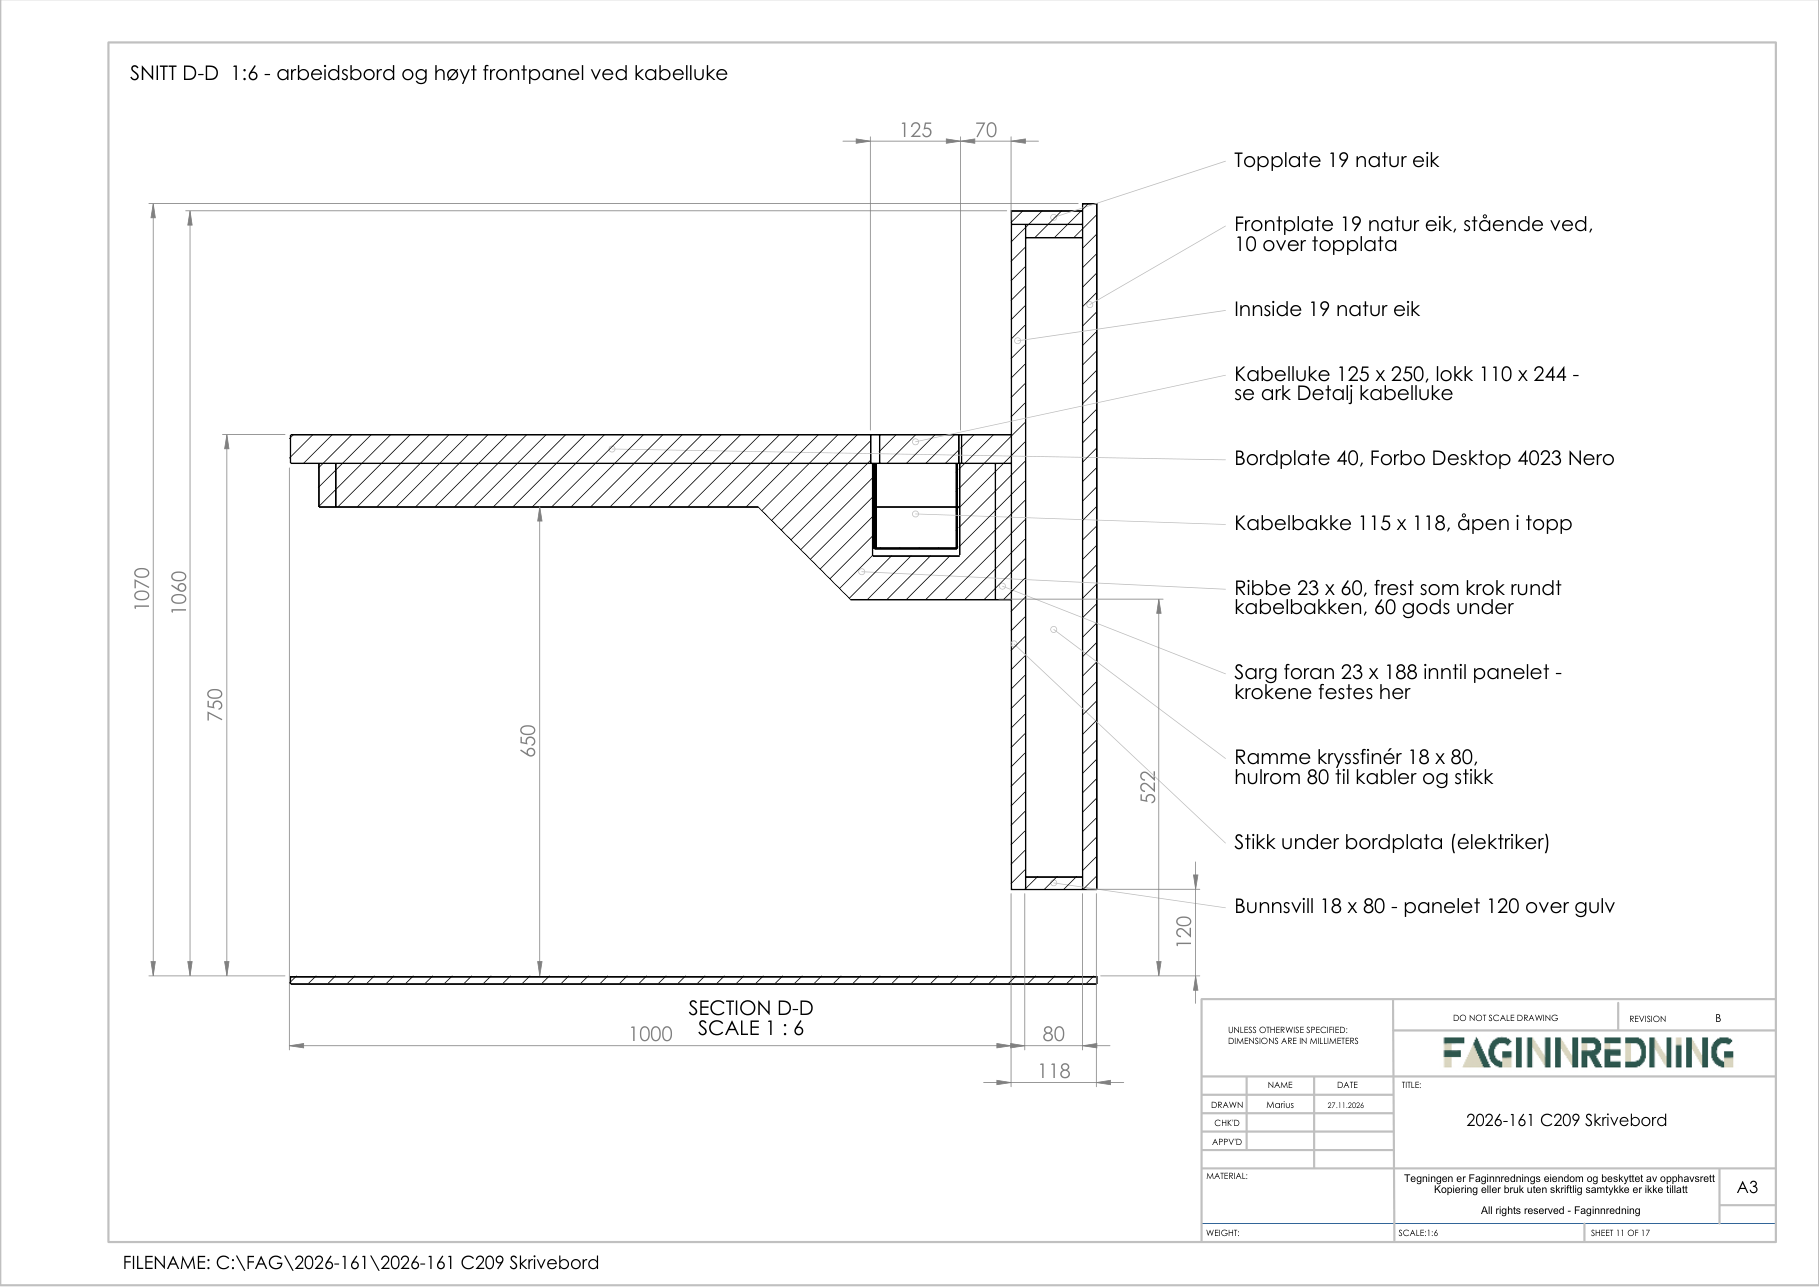 SNITT D-D 1:6 - arbeidsbord og høyt frontpanel ved kabelluke
125
70
Topplate 19 natur eik
Frontplate 19 natur eik, stående ved,
10 over topplata
Innside 19 natur eik
Kabelluke 125 x 250, lokk 110 x 244 -
se ark Detalj kabelluke
Bordplate 40, Forbo Desktop 4023 Nero
Kabelbakke 115 x 118, åpen i topp
Ribbe 23 x 60, frest som krok rundt
kabelbakken, 60 gods under
Sarg foran 23 x 188 inntil panelet -
krokene festes her
Ramme kryssfinér 18 x 80,
hulrom 80 til kabler og stikk
Stikk under bordplata (elektriker)
Bunnsvill 18 x 80 - panelet 120 over gulv
1070
1060
750
650
522
120
SECTION D-D
SCALE 1 : 6
1000
80
118
UNLESS OTHERWISE SPECIFIED:
DIMENSIONS ARE IN MILLIMETERS
DO NOT SCALE DRAWING
REVISION
B
FAGINNREDNING
NAME
DATE
TITLE:
DRAWN
Marius
27.11.2026
CHK'D
APPV'D
2026-161 C209 Skrivebord
MATERIAL:
Tegningen er Faginnrednings eiendom og beskyttet av opphavsrett
Kopiering eller bruk uten skriftlig samtykke er ikke tillatt
All rights reserved - Faginnredning
A3
WEIGHT:
SCALE:1:6
SHEET 11 OF 17
FILENAME: C:\FAG\2026-161\2026-161 C209 Skrivebord